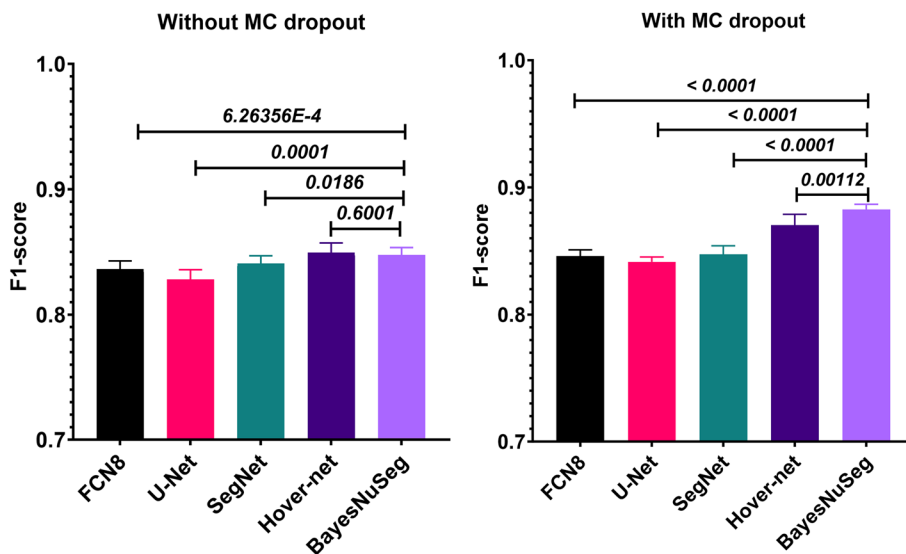 Without MC dropout
F1-score
1.0
0.9
0.8
0.7
6.26356E-4
0.0001
0.0186
0.6001
FCN8
U-Net
SegNet
Hover-net
BayesNuSeg
With MC dropout
F1-score
1.0
0.9
0.8
0.7
< 0.0001
< 0.0001
< 0.0001
0.00112
FCN8
U-Net
SegNet
Hover-net
BayesNuSeg